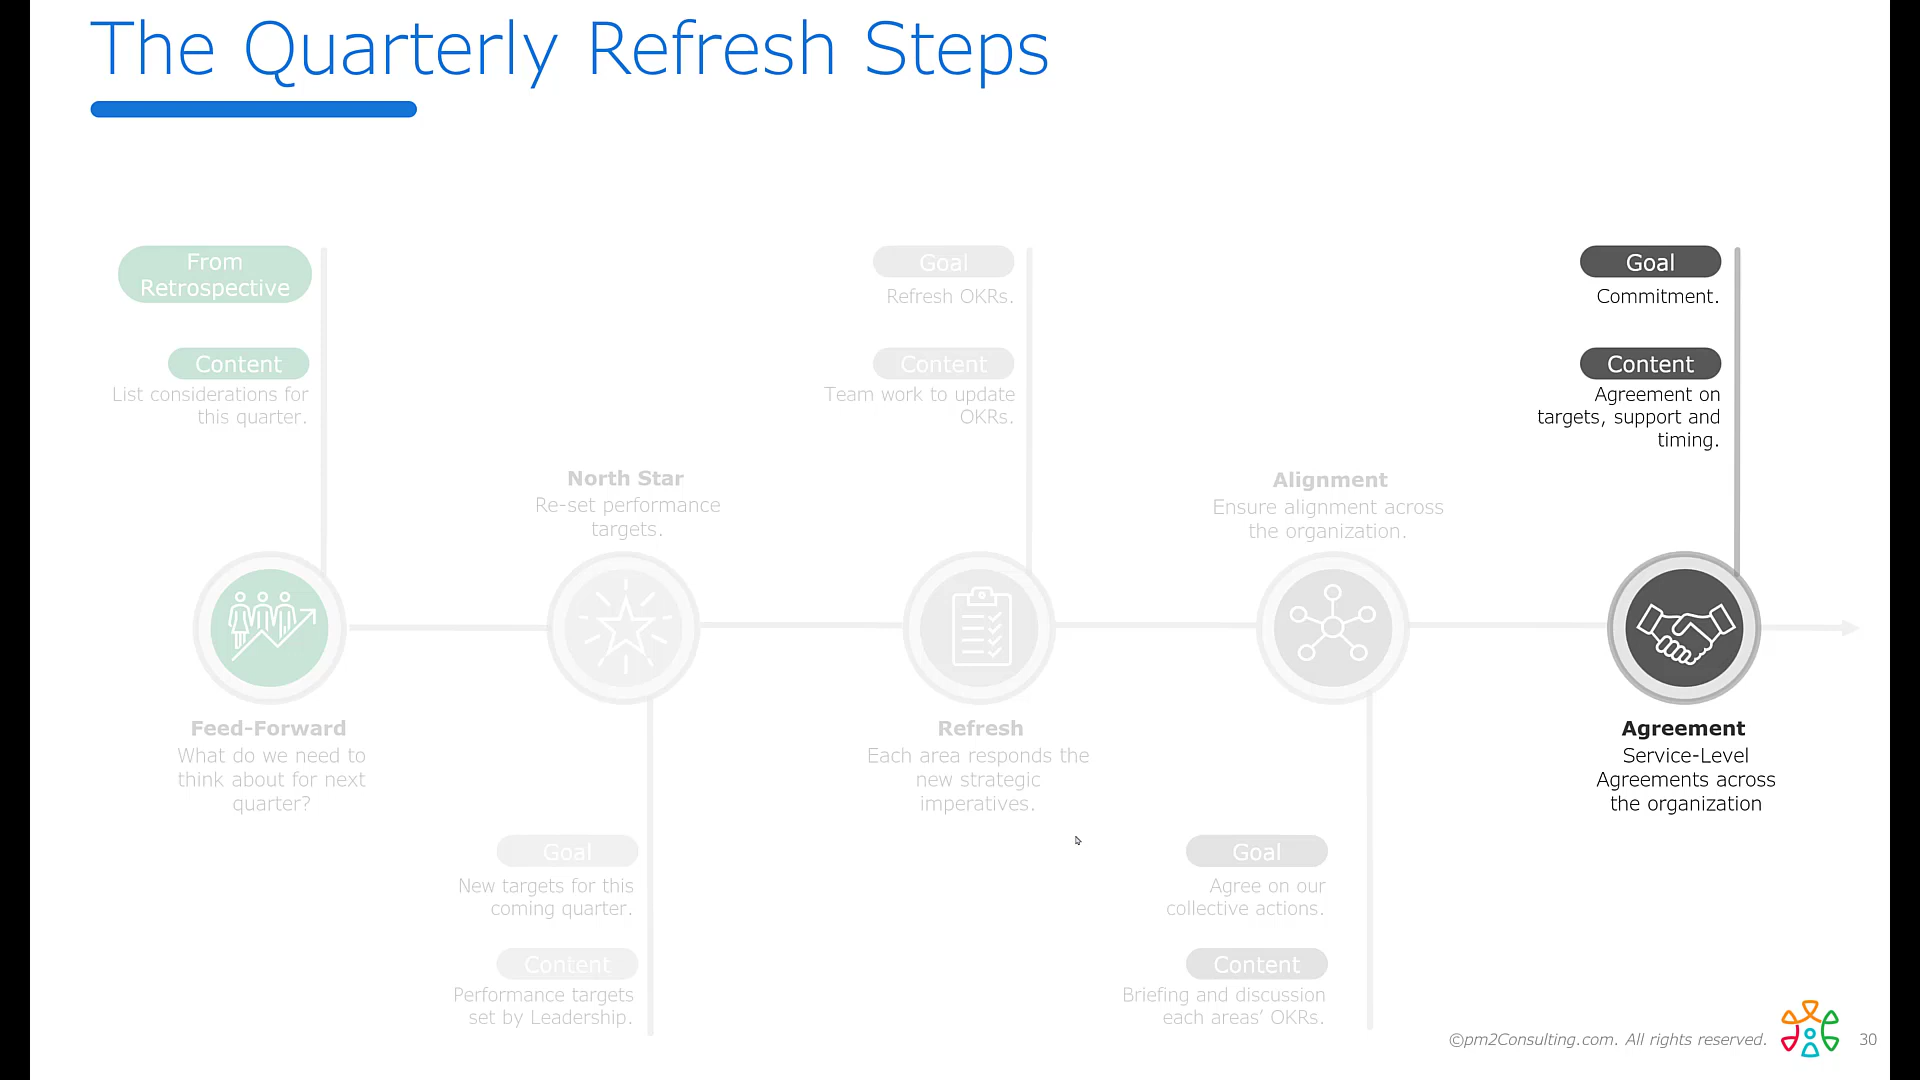 The Quarterly Refresh Steps
From
Retrospective
Content
List considerations for
this quarter.
Feed-Forward
What do we need to
think about for next
quarter?
North Star
Re-set performance
targets.
Goal
New targets for this
coming quarter.
Content
Performance targets
set by Leadership.
Goal
Refresh OKRs.
Content
Team work to update
OKRs.
Refresh
Each area responds the
new strategic
imperatives.
Alignment
Ensure alignment across
the organization.
Goal
Agree on our
collective actions.
Content
Briefing and discussion
each areas’ OKRs.
Goal
Commitment.
Content
Agreement on
targets, support and
timing.
Agreement
Service-Level
Agreements across
the organization
©pm2Consulting.com. All rights reserved.
30